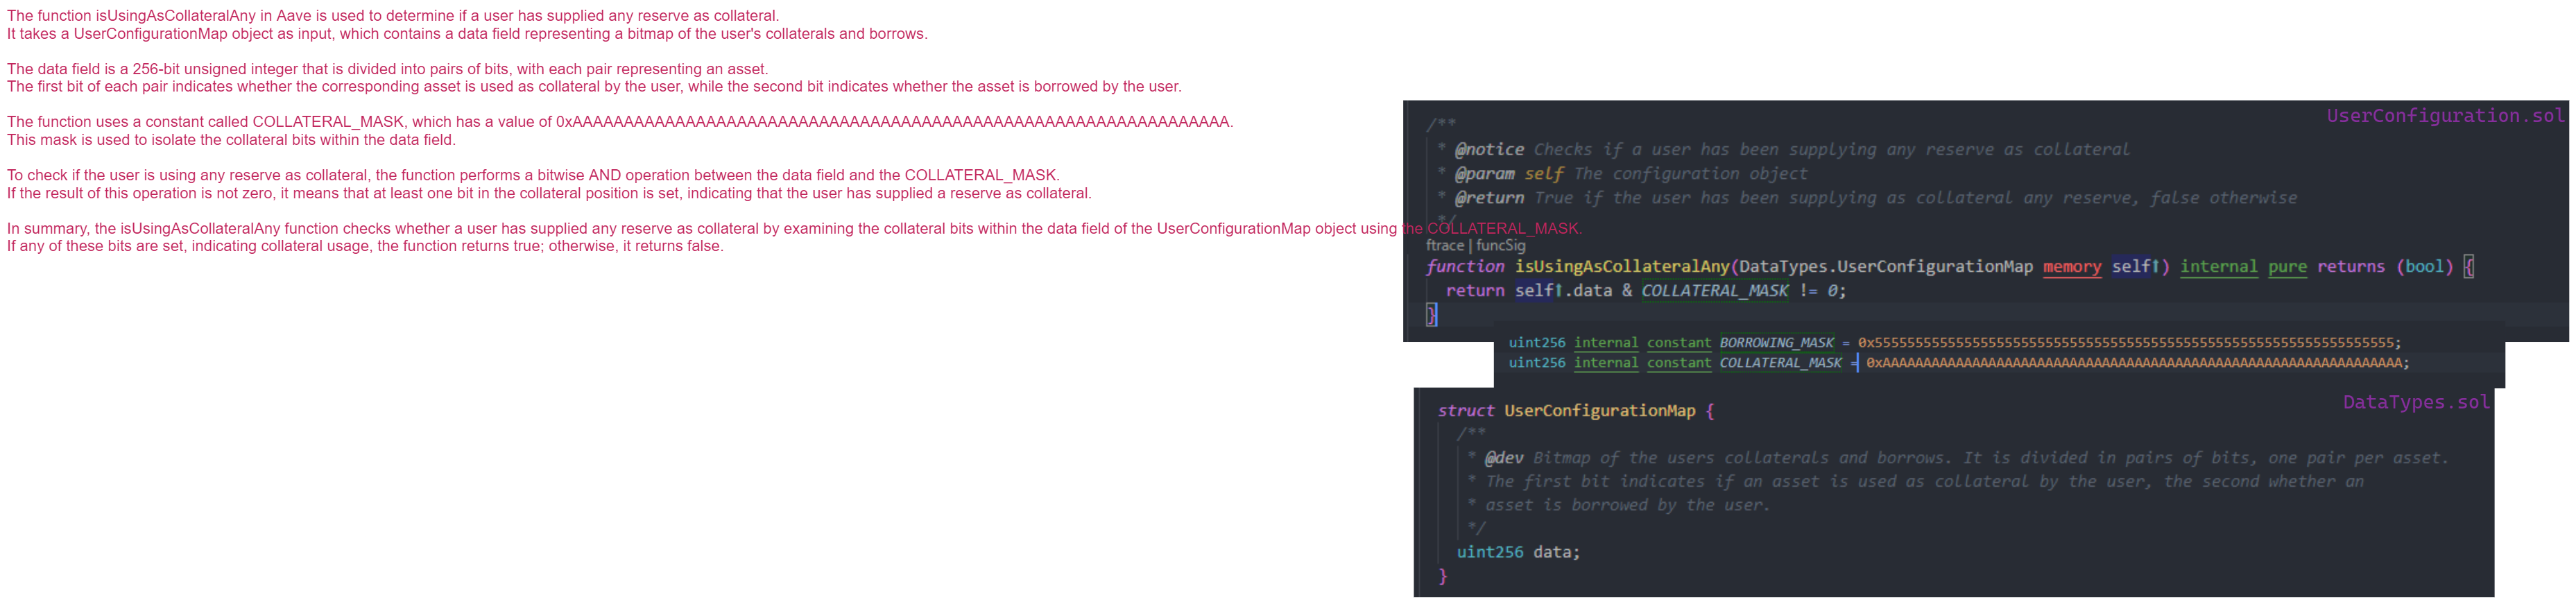 The function isUsingAsCollateralAny in Aave is used to determine if a user has supplied any reserve as collateral.
It takes a UserConfigurationMap object as input, which contains a data field representing a bitmap of the user's collaterals and borrows.
The data field is a 256-bit unsigned integer that is divided into pairs of bits, with each pair representing an asset.
The first bit of each pair indicates whether the corresponding asset is used as collateral by the user, while the second bit indicates whether the asset is borrowed by the user.
The function uses a constant called COLLATERAL_MASK, which has a value of 0xAAAAAAAAAAAAAAAAAAAAAAAAAAAAAAAAAAAAAAAAAAAAAAAAAAAAAAAAAAAAAAAA.
This mask is used to isolate the collateral bits within the data field.
To check if the user is using any reserve as collateral, the function performs a bitwise AND operation between the data field and the COLLATERAL_MASK.
If the result of this operation is not zero, it means that at least one bit in the collateral position is set, indicating that the user has supplied a reserve as collateral.
In summary, the isUsingAsCollateralAny function checks whether a user has supplied any reserve as collateral by examining the collateral bits within the data field of the UserConfigurationMap object using the COLLATERAL_MASK.
If any of these bits are set, indicating collateral usage, the function returns true; otherwise, it returns false.
UserConfiguration.sol
/**
* @notice Checks if a user has been supplying any reserve as collateral
* @param self The configuration object
* @return True if the user has been supplying as collateral any reserve, false otherwise
*/
ftrace | funcSig
function isUsingAsCollateralAny(DataTypes.UserConfigurationMap memory self↑) internal pure returns (bool) {
return self↑.data & COLLATERAL_MASK != 0;
}
uint256 internal constant BORROWING_MASK = 0x5555555555555555555555555555555555555555555555555555555555555555;
uint256 internal constant COLLATERAL_MASK = 0xAAAAAAAAAAAAAAAAAAAAAAAAAAAAAAAAAAAAAAAAAAAAAAAAAAAAAAAAAAAAAAAA;
DataTypes.sol
struct UserConfigurationMap {
/**
* @dev Bitmap of the users collaterals and borrows. It is divided in pairs of bits, one pair per asset.
* The first bit indicates if an asset is used as collateral by the user, the second whether an
* asset is borrowed by the user.
*/
uint256 data;
}